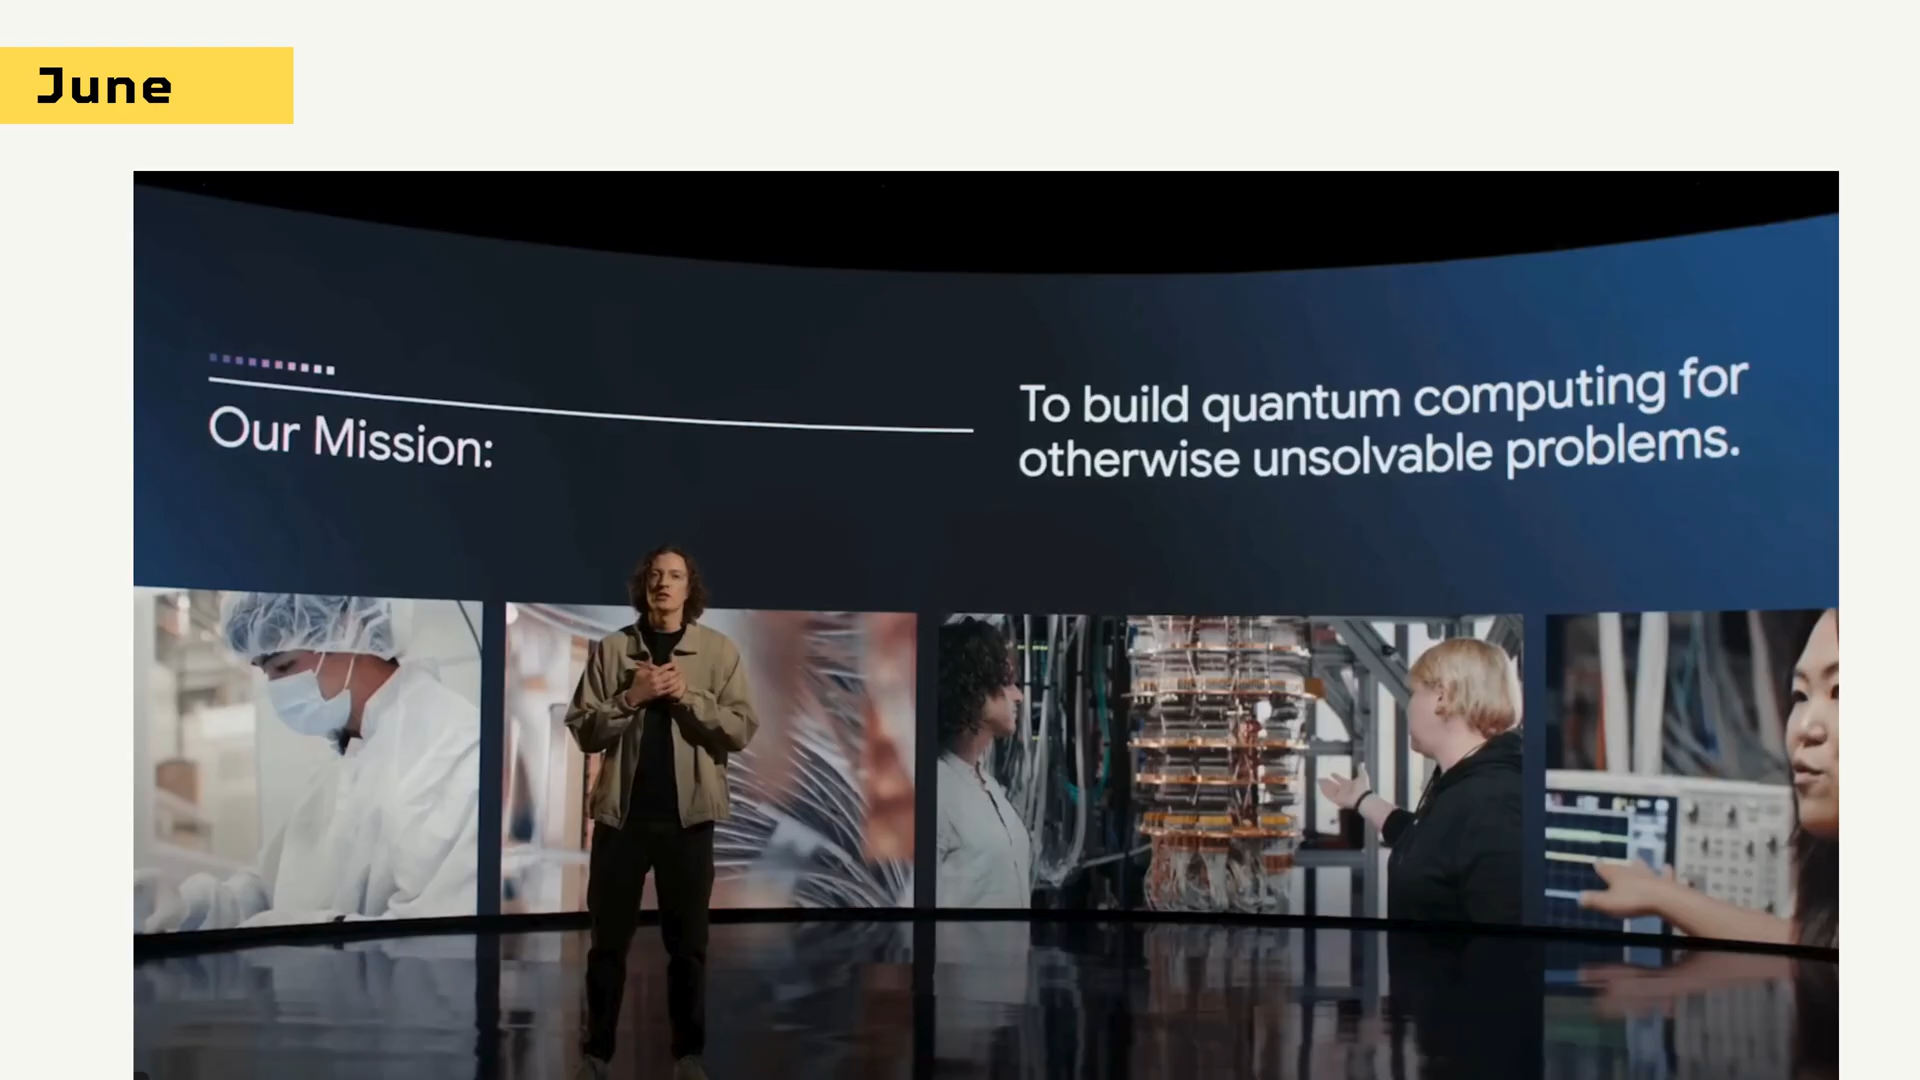 June
Our Mission:
To build quantum computing for
otherwise unsolvable problems.